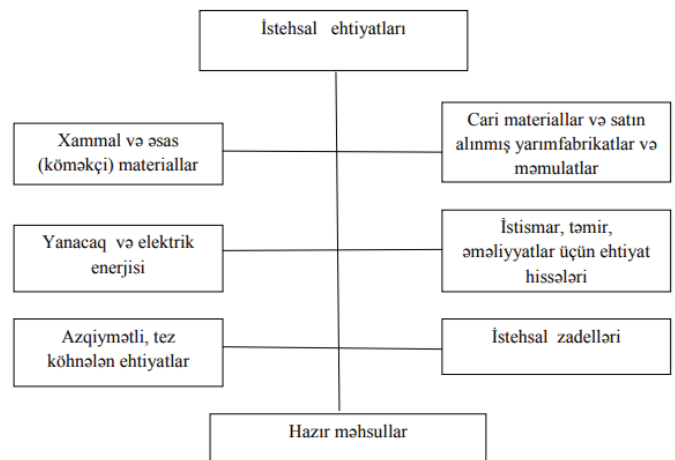 İstehsal ehtiyatları
Xammal və əsas
(köməkçi) materiallar
Cari materiallar və satın
alınmış yarımfabrikatlar və
məmulatlar
Yanacaq və elektrik
enerjisi
İstismar, təmir,
əməliyyatlar üçün ehtiyat
hissələri
Azqiymətli, tez
köhnələn ehtiyatlar
İstehsal zadelləri
Hazır məhsullar